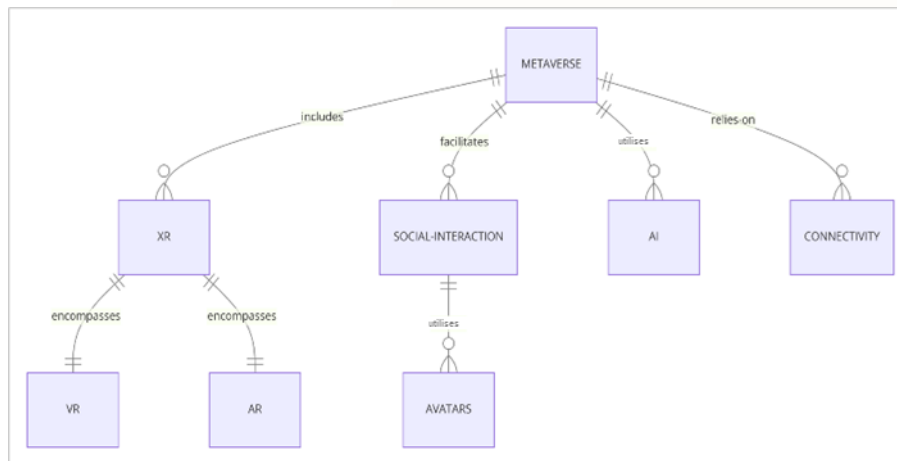 METAVERSE
includes
facilitates
utilises
relies-on
XR
SOCIAL-INTERACTION
AI
CONNECTIVITY
encompasses
encompasses
utilises
VR
AR
AVATARS